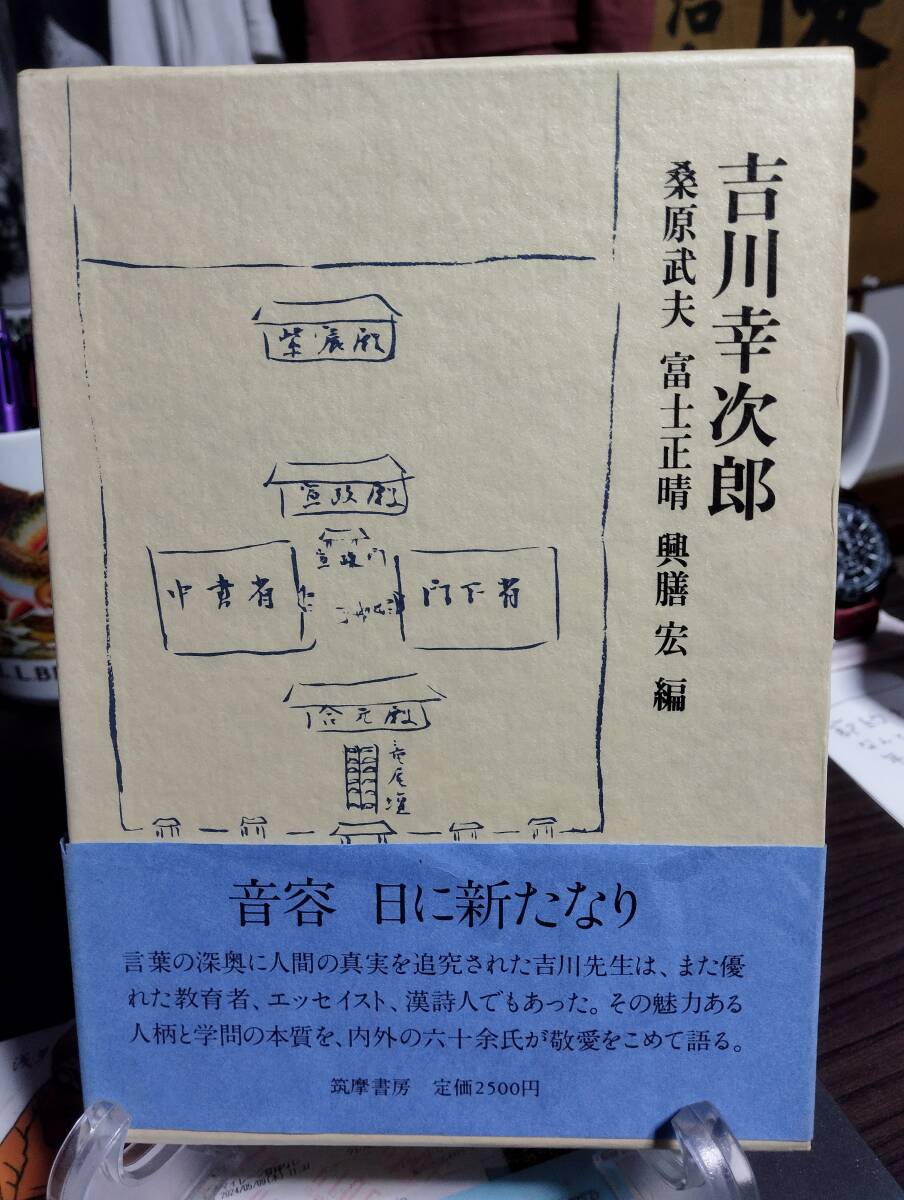 吉川幸次郎
桑原武夫 富士正晴 興膳 宏 編
紫宸殿
宣政殿
宣政門
中書省
門下省
含元殿
竜尾壇
音容 日に新たなり
言葉の深奥に人間の真実を追究された吉川先生は、また優
れた教育者、エッセイスト、漢詩人でもあった。その魅力ある
人柄と学問の本質を、内外の六十余氏が敬愛をこめて語る。
筑摩書房 定価2500円